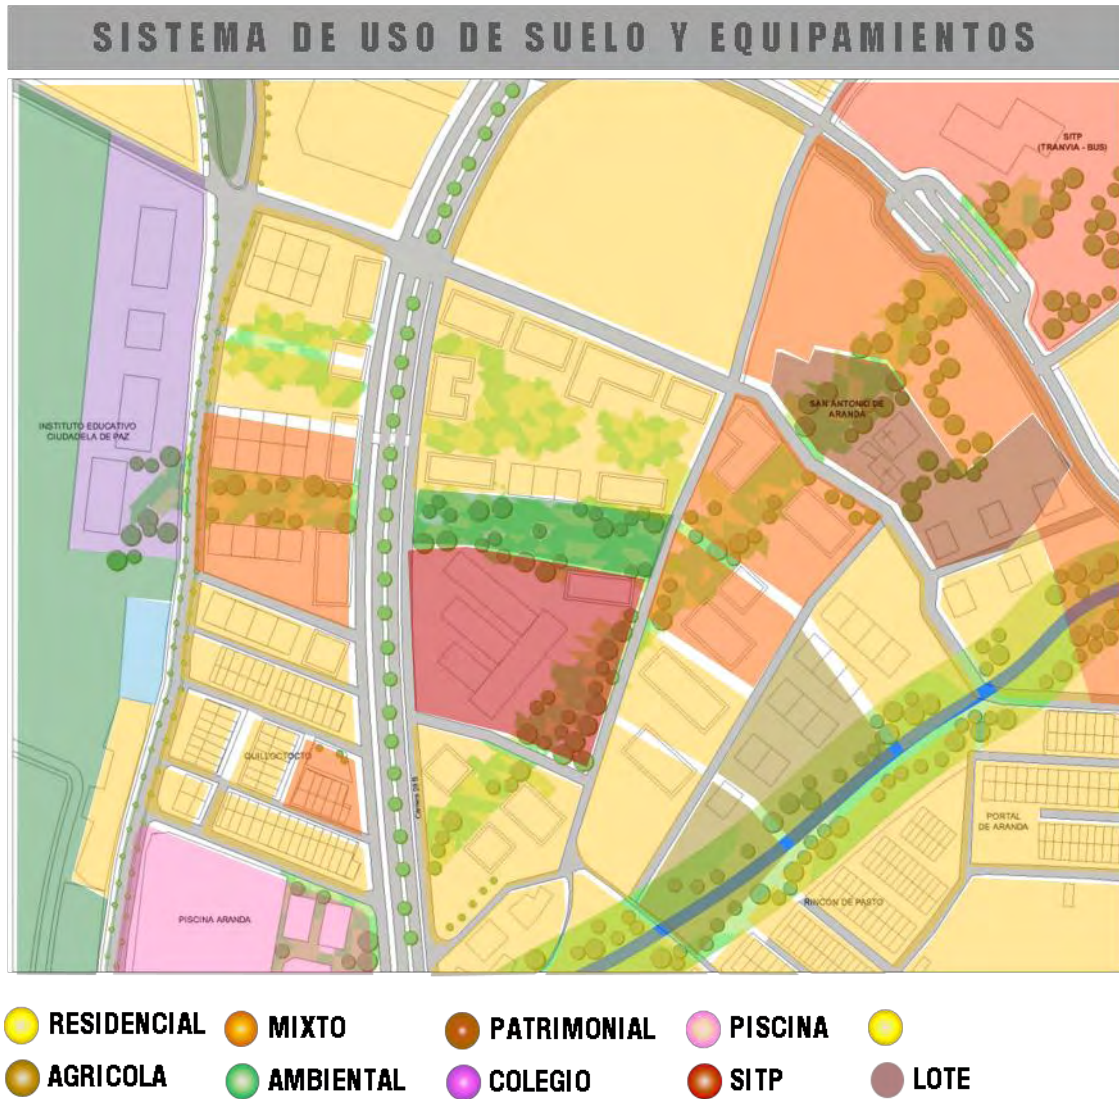 SISTEMA DE USO DE SUELO Y EQUIPAMIENTOS
SITP
(TRANVIA - BUS)
SAN ANTONIO DE
ARANDA
INSTITUTO EDUCATIVO
CIUDADELA DE PAZ
QUILLOCTOCTO
PORTAL
DE ARANDA
RINCON DE PASTO
PISCINA ARANDA
RESIDENCIAL
MIXTO
PATRIMONIAL
PISCINA
AGRICOLA
AMBIENTAL
COLEGIO
SITP
LOTE